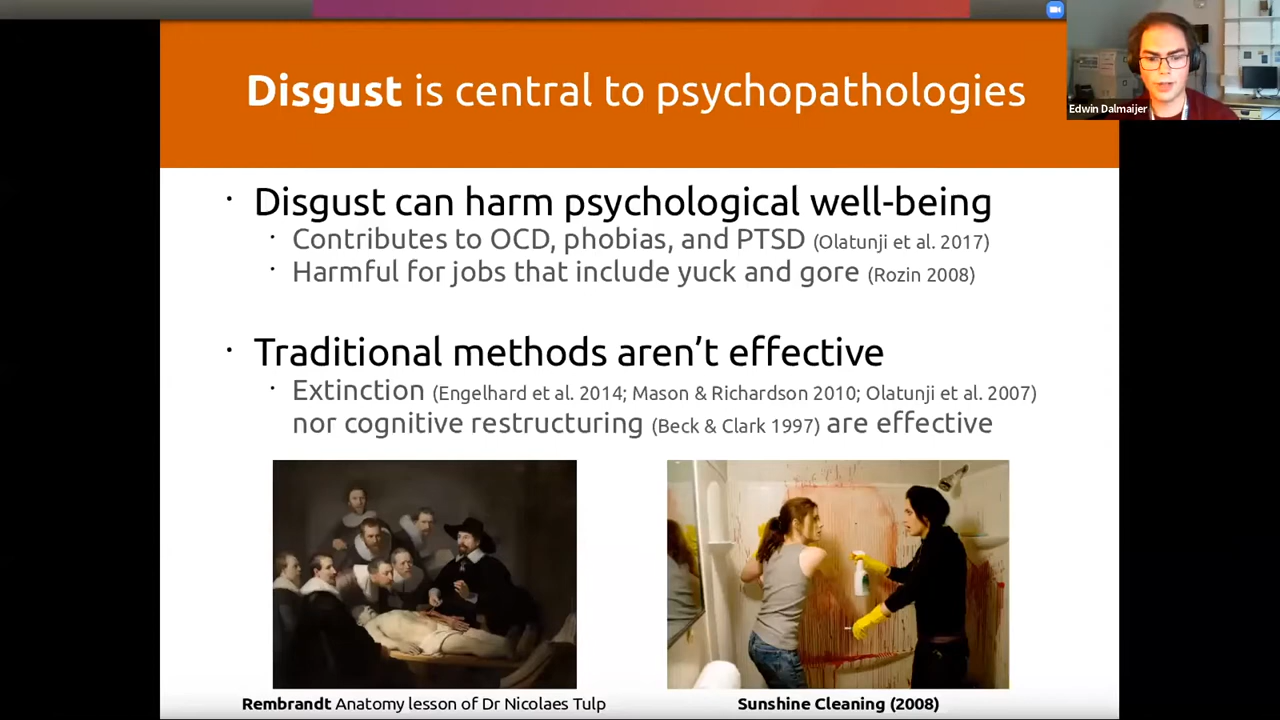 Disgust is central to psychopathologies
Edwin Dalmaijer
· Disgust can harm psychological well-being
· Contributes to OCD, phobias, and PTSD (Olatunji et al. 2017)
· Harmful for jobs that include yuck and gore (Rozin 2008)
· Traditional methods aren’t effective
· Extinction (Engelhard et al. 2014; Mason & Richardson 2010; Olatunji et al. 2007)
nor cognitive restructuring (Beck & Clark 1997) are effective
Rembrandt Anatomy lesson of Dr Nicolaes Tulp
Sunshine Cleaning (2008)